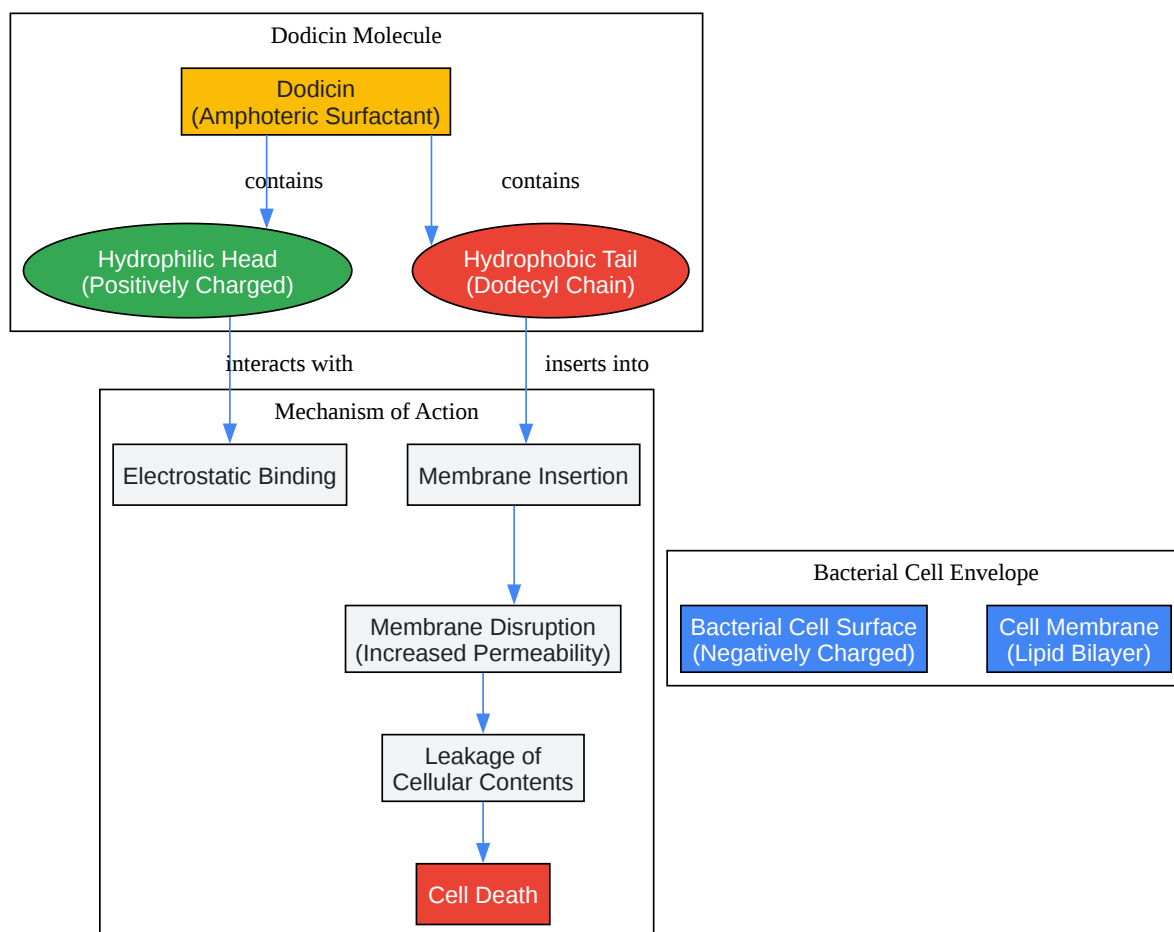 Dodicin Molecule
Dodicin
(Amphoteric Surfactant)
contains
contains
Hydrophilic Head
(Positively Charged)
Hydrophobic Tail
(Dodecyl Chain)
interacts with
inserts into
Mechanism of Action
Electrostatic Binding
Membrane Insertion
Membrane Disruption
(Increased Permeability)
Leakage of
Cellular Contents
Cell Death
Bacterial Cell Envelope
Bacterial Cell Surface
(Negatively Charged)
Cell Membrane
(Lipid Bilayer)